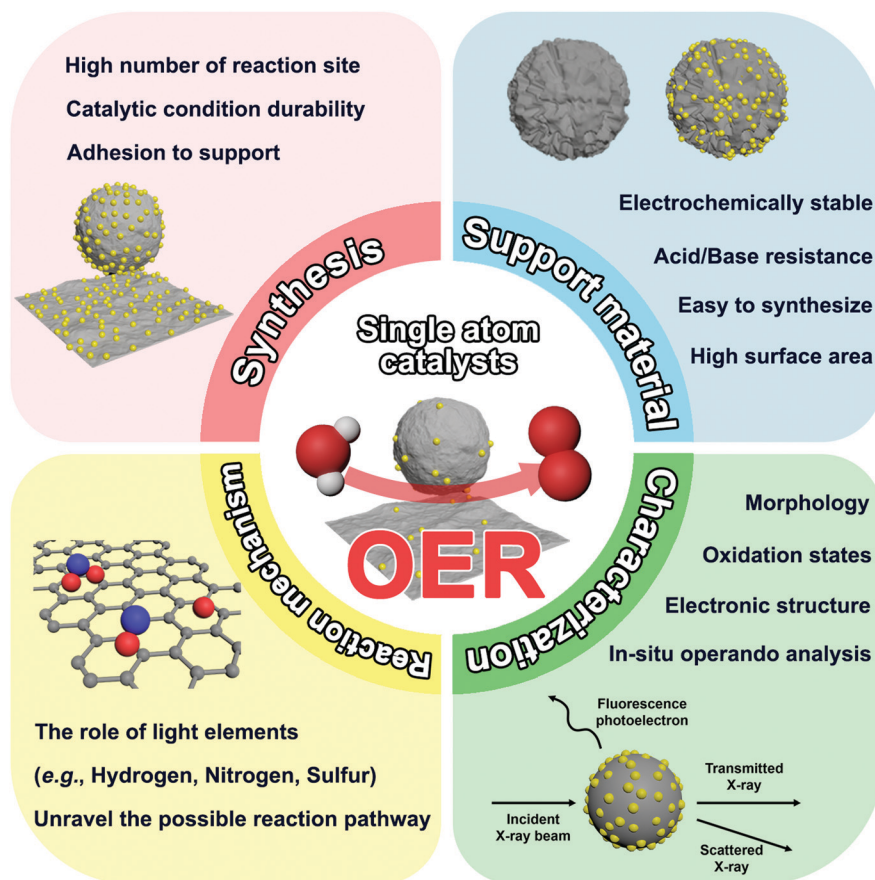 High number of reaction site
Catalytic condition durability
Adhesion to support
Synthesis
Support material
Electrochemically stable
Acid/Base resistance
Easy to synthesize
High surface area
Single atom
catalysts
OER
Reaction mechanism
The role of light elements
(e.g., Hydrogen, Nitrogen, Sulfur)
Unravel the possible reaction pathway
Characterization
Morphology
Oxidation states
Electronic structure
In-situ operando analysis
Fluorescence
photoelectron
Incident
X-ray beam
Transmitted
X-ray
Scattered
X-ray